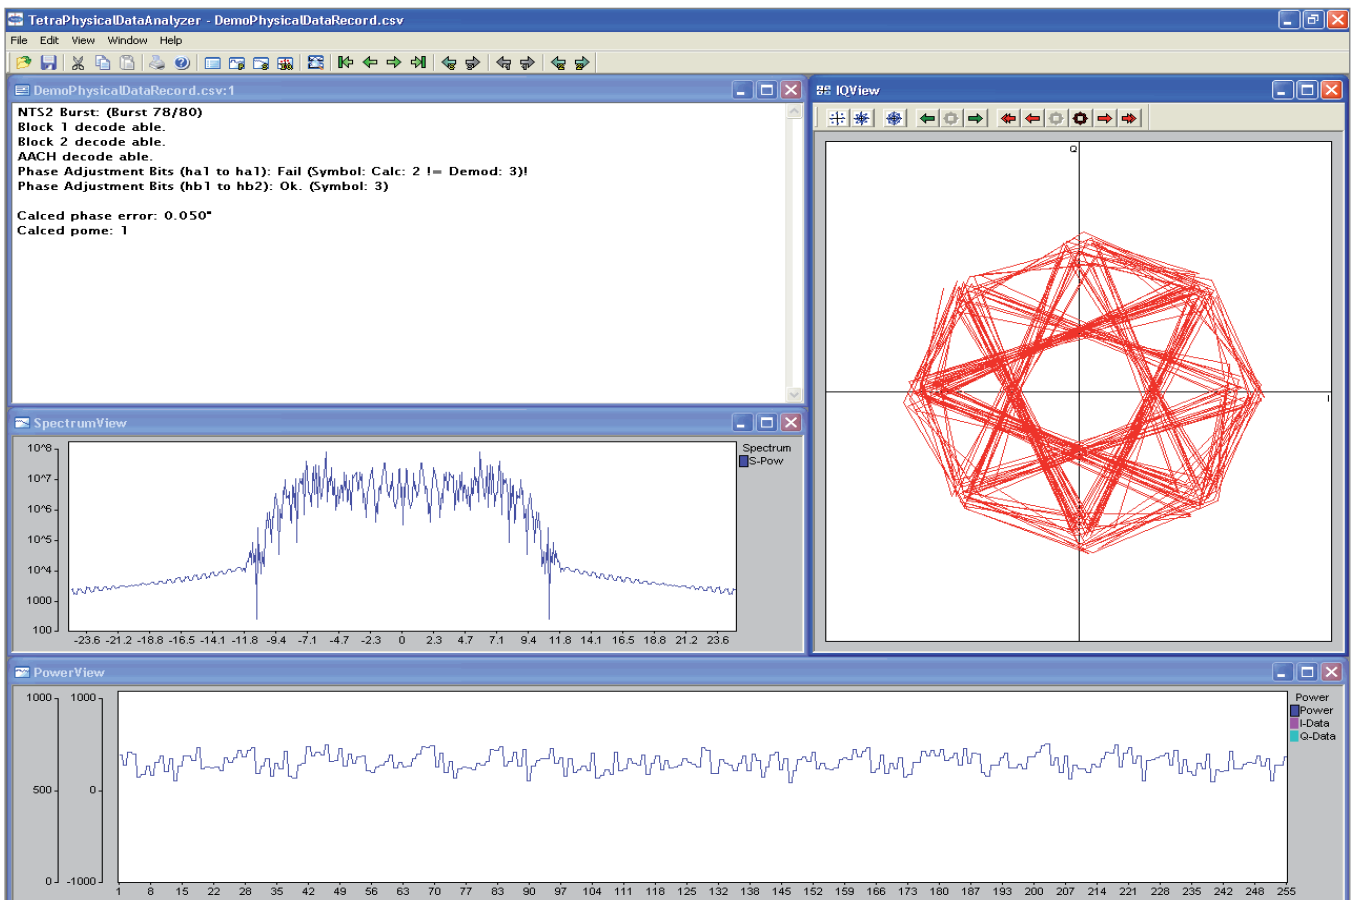 TetraPhysicalDataAnalyzer - DemoPhysicalDataRecord.csv
File Edit View Window Help
DemoPhysicalDataRecord.csv:1
NTS2 Burst: (Burst 78/80)
Block 1 decode able.
Block 2 decode able.
AACH decode able.
Phase Adjustment Bits (ha1 to ha1): Fail (Symbol: Calc: 2 != Demod: 3)!
Phase Adjustment Bits (hb1 to hb2): Ok. (Symbol: 3)
Calced phase error: 0.050°
Calced pome: 1
IQView
Q
I
SpectrumView
10^8
10^7
10^6
10^5
10^4
1000
100
-23.6 -21.2 -18.8 -16.5 -14.1 -11.8 -9.4 -7.1 -4.7 -2.3 0 2.3 4.7 7.1 9.4 11.8 14.1 16.5 18.8 21.2 23.6
Spectrum
S-Pow
PowerView
1000 1000
500 0
0 -1000
1 8 15 22 28 35 42 49 56 63 70 77 83 90 97 104 111 118 125 132 138 145 152 159 166 173 180 187 193 200 207 214 221 228 235 242 248 255
Power
Power
I-Data
Q-Data